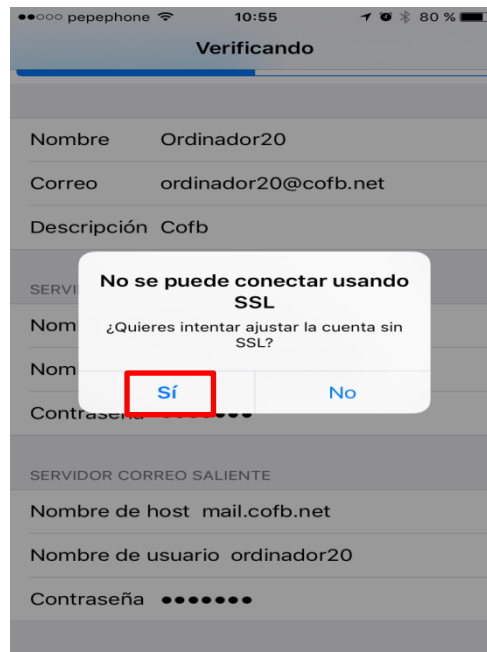 pepephone 10:55 80 %
Verificando
Nombre Ordinador20
Correo ordinador20@cofb.net
Descripción Cofb
No se puede conectar usando
SSL
SERVI
¿Quieres intentar ajustar la cuenta sin
SSL?
Nom
Nom
Sí No
Contraseña ●●●●●●●
SERVIDOR CORREO SALIENTE
Nombre de host mail.cofb.net
Nombre de usuario ordinador20
Contraseña ●●●●●●●